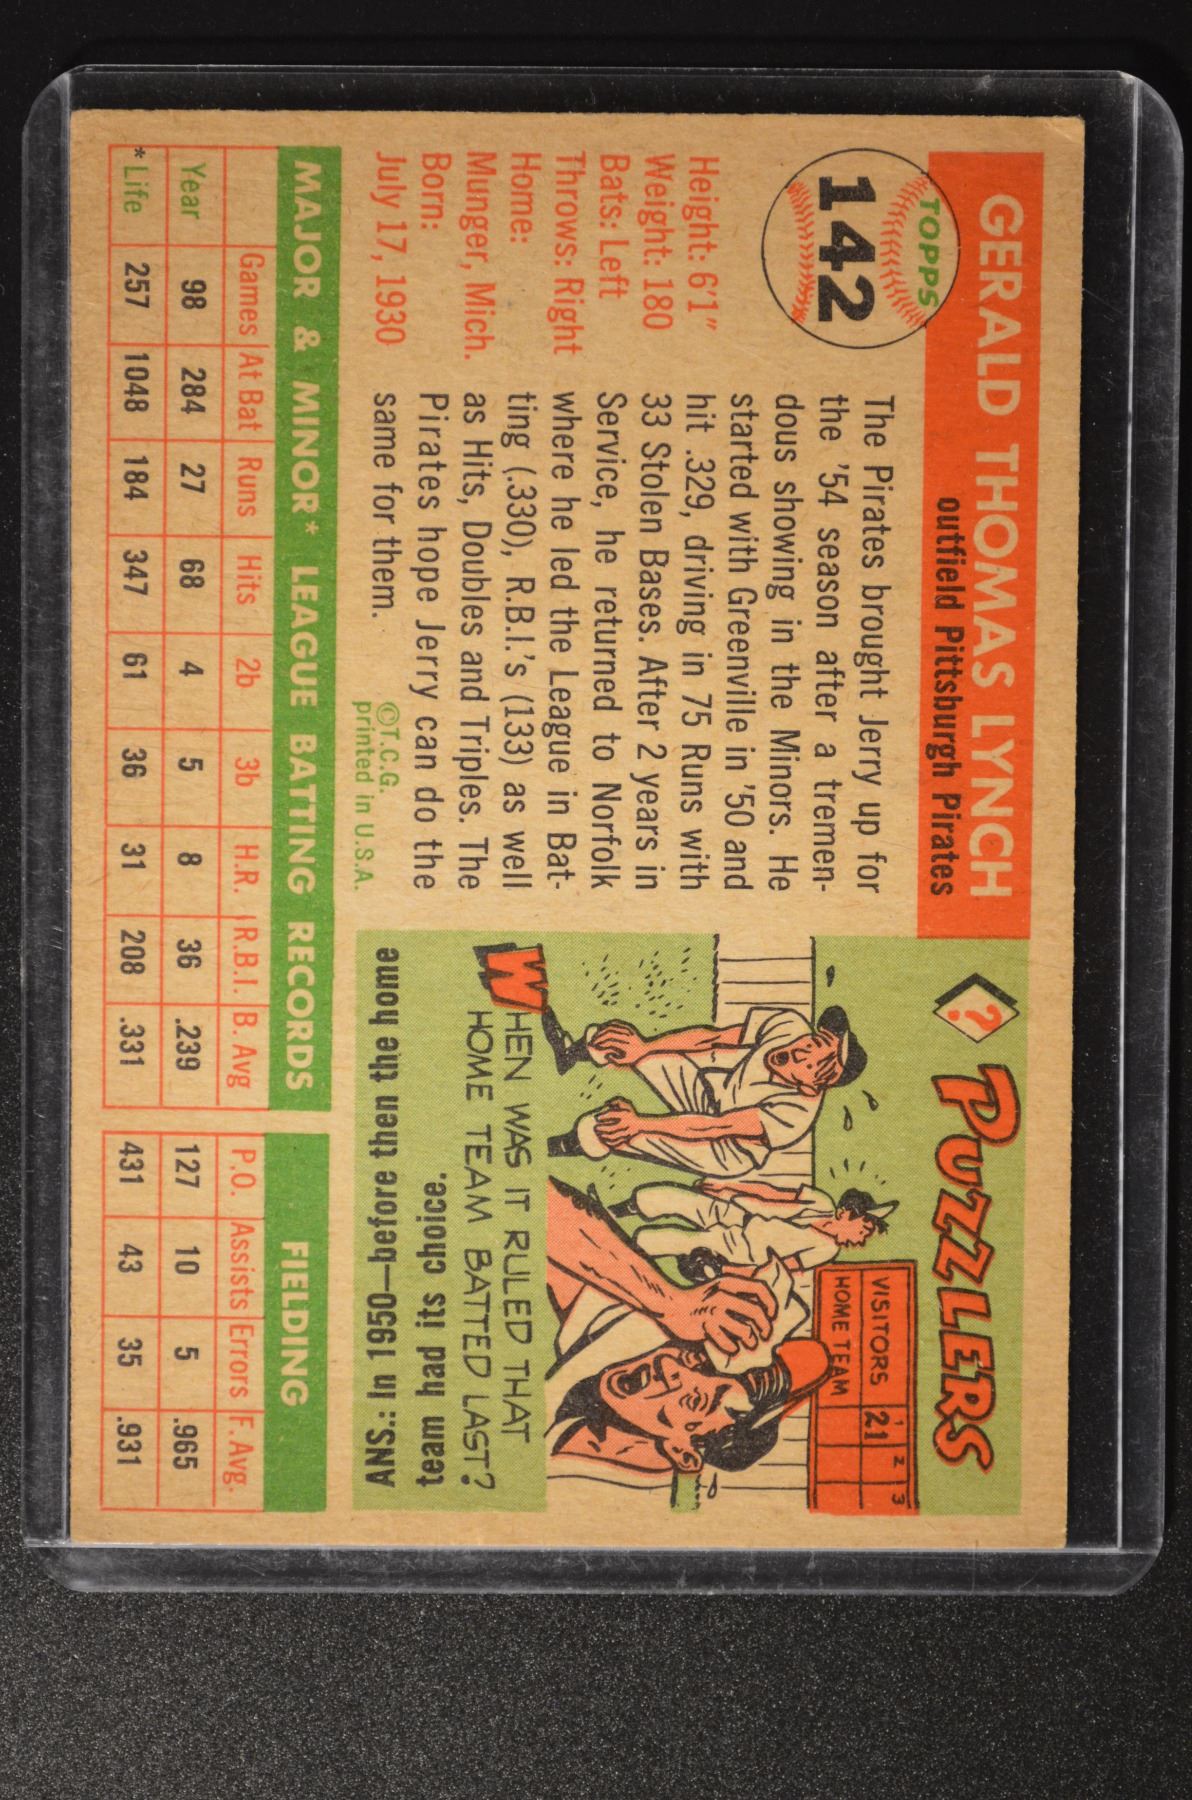 GERALD THOMAS LYNCH
outfield Pittsburgh Pirates
TOPPS
142
Height: 6'1"
Weight: 180
Bats: Left
Throws: Right
Home:
Munger, Mich.
Born:
July 17, 1930
The Pirates brought Jerry up for
the '54 season after a tremen-
dous showing in the Minors. He
started with Greenville in '50 and
hit .329, driving in 75 Runs with
33 Stolen Bases. After 2 years in
Service, he returned to Norfolk
where he led the League in Bat-
ting (.330), R.B.I.'s (133) as well
as Hits, Doubles and Triples. The
Pirates hope Jerry can do the
same for them.
©T.C.G.
printed in U.S.A.
? PUZZLERS
1 2 3
VISITORS 21
HOME TEAM
WHEN WAS IT RULED THAT
HOME TEAM BATTED LAST?
ANS.: In 1950—before then the home
team had its choice.
MAJOR & MINOR* LEAGUE BATTING RECORDS FIELDING
Games At Bat Runs Hits 2b 3b H.R. R.B.I. B. Avg P.O. Assists Errors F. Avg.
Year 98 284 27 68 4 5 8 36 .239 127 10 5 .965
* Life 257 1048 184 347 61 36 31 208 .331 431 43 35 .931